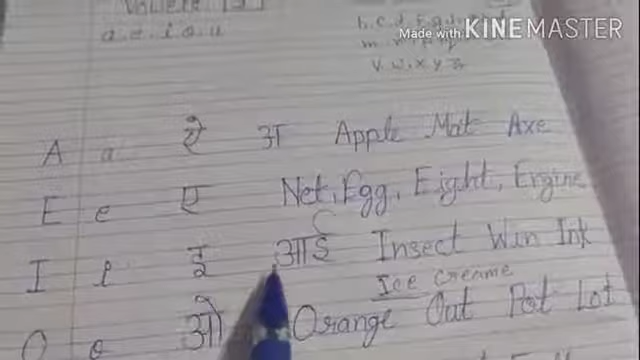 Vowels [5]
a. e. i. o. u
Made with KINEMASTER
v. w. x. y. z
A a ऐ अ Apple Mat Axe
E e ए Net, Egg, Eight, Engine
I i इ आई Insect Win Ink
Ice creame
O o ओ Orange Out Pot Lot